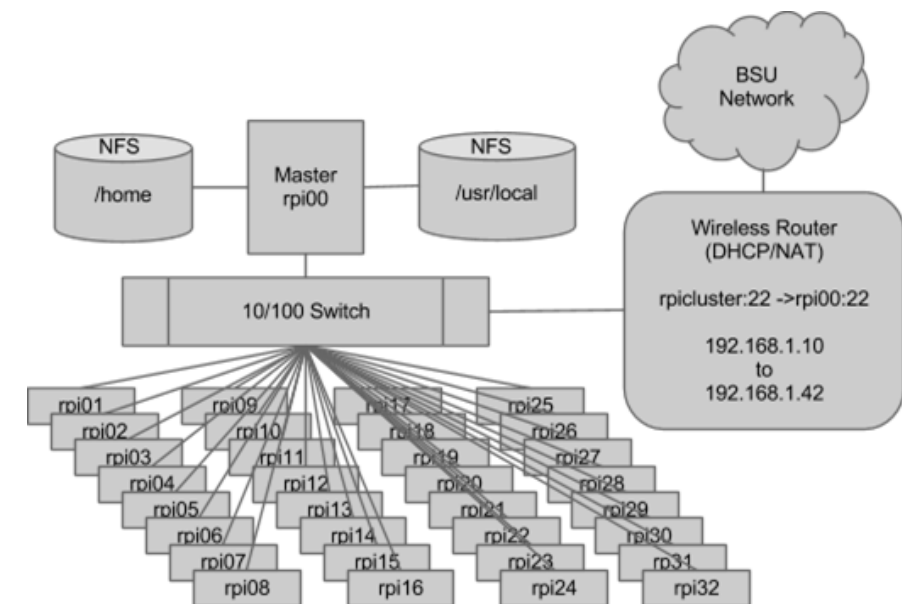 BSU
Network
NFS
/home
Master
rpi00
NFS
/usr/local
Wireless Router
(DHCP/NAT)
rpicluster:22 ->rpi00:22
192.168.1.10
to
192.168.1.42
10/100 Switch
rpi01
rpi02
rpi03
rpi04
rpi05
rpi06
rpi07
rpi08
rpi09
rpi10
rpi11
rpi12
rpi13
rpi14
rpi15
rpi16
rpi17
rpi18
rpi19
rpi20
rpi21
rpi22
rpi23
rpi24
rpi25
rpi26
rpi27
rpi28
rpi29
rpi30
rp31
rpi32